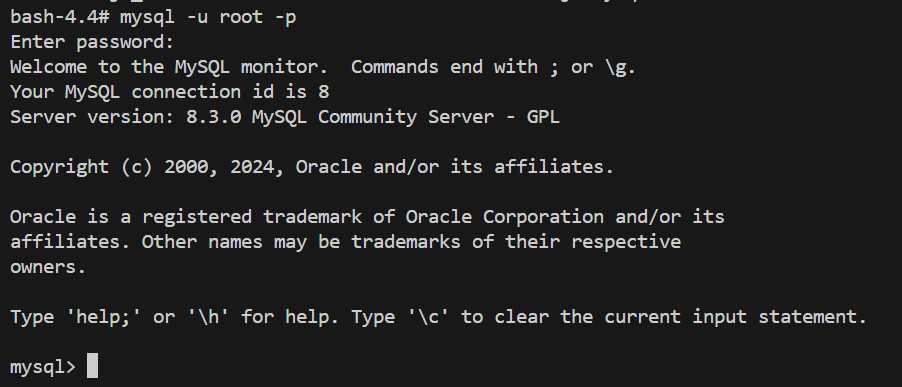 bash-4.4# mysql -u root -p
Enter password:
Welcome to the MySQL monitor.  Commands end with ; or \g.
Your MySQL connection id is 8
Server version: 8.3.0 MySQL Community Server - GPL
Copyright (c) 2000, 2024, Oracle and/or its affiliates.
Oracle is a registered trademark of Oracle Corporation and/or its
affiliates. Other names may be trademarks of their respective
owners.
Type 'help;' or '\h' for help. Type '\c' to clear the current input statement.
mysql>